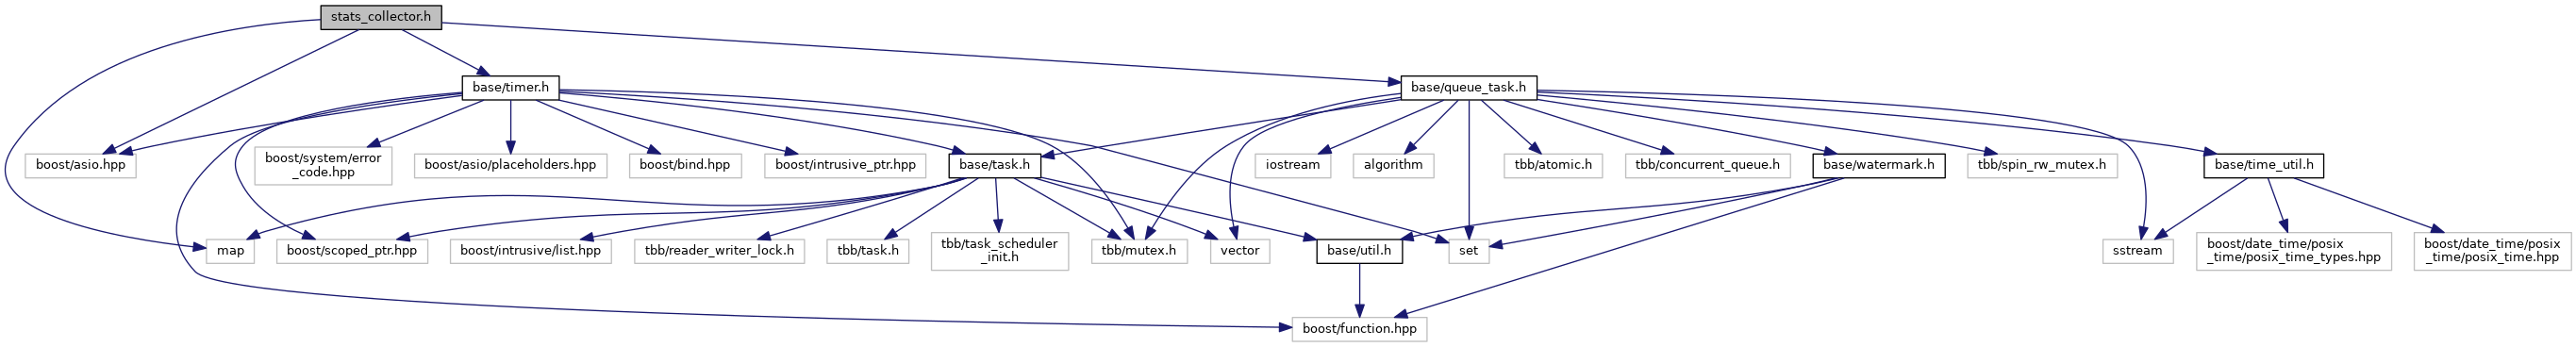 stats_collector.h
base/timer.h
base/queue_task.h
boost/asio.hpp
boost/system/error
_code.hpp
boost/asio/placeholders.hpp
boost/bind.hpp
boost/intrusive_ptr.hpp
base/task.h
iostream
algorithm
tbb/atomic.h
tbb/concurrent_queue.h
base/watermark.h
tbb/spin_rw_mutex.h
base/time_util.h
map
boost/scoped_ptr.hpp
boost/intrusive/list.hpp
tbb/reader_writer_lock.h
tbb/task.h
tbb/task_scheduler
_init.h
tbb/mutex.h
vector
base/util.h
set
sstream
boost/date_time/posix
_time/posix_time_types.hpp
boost/date_time/posix
_time/posix_time.hpp
boost/function.hpp